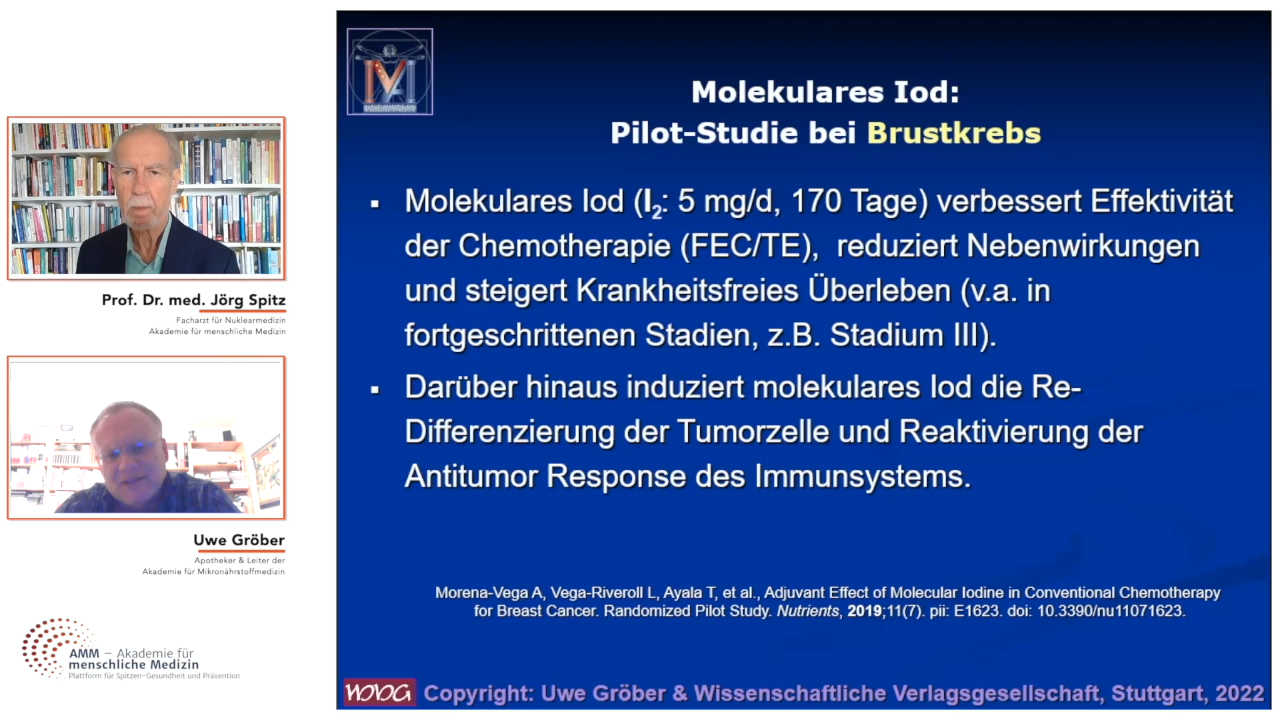 Molekulares Iod:
Pilot-Studie bei Brustkrebs
▪ Molekulares Iod (I₂: 5 mg/d, 170 Tage) verbessert Effektivität
der Chemotherapie (FEC/TE), reduziert Nebenwirkungen
und steigert Krankheitsfreies Überleben (v.a. in
fortgeschrittenen Stadien, z.B. Stadium III).
▪ Darüber hinaus induziert molekulares Iod die Re-
Differenzierung der Tumorzelle und Reaktivierung der
Antitumor Response des Immunsystems.
Morena-Vega A, Vega-Riveroll L, Ayala T, et al., Adjuvant Effect of Molecular Iodine in Conventional Chemotherapy
for Breast Cancer. Randomized Pilot Study. Nutrients, 2019;11(7). pii: E1623. doi: 10.3390/nu11071623.
WVG Copyright: Uwe Gröber & Wissenschaftliche Verlagsgesellschaft, Stuttgart, 2022
Prof. Dr. med. Jörg Spitz
Facharzt für Nuklearmedizin
Akademie für menschliche Medizin
Uwe Gröber
Apotheker & Leiter der
Akademie für Mikronährstoffmedizin
AMM – Akademie für
menschliche Medizin
Plattform für Spitzen-Gesundheit und Prävention